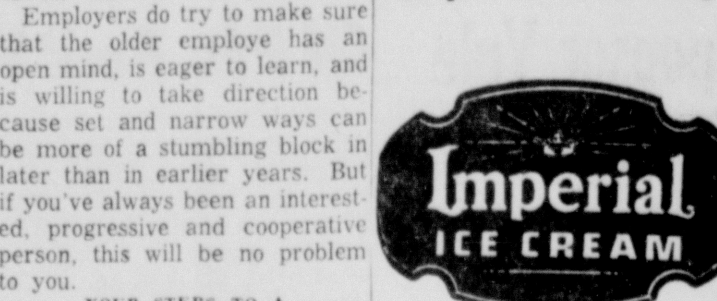 Employers do try to make sure
that the older employe has an
open mind, is eager to learn, and
is willing to take direction be-
cause set and narrow ways can
be more of a stumbling block in
later than in earlier years. But
if you've always been an interest-
ed, progressive and cooperative
person, this will be no problem
to you.
Imperial
ICE CREAM